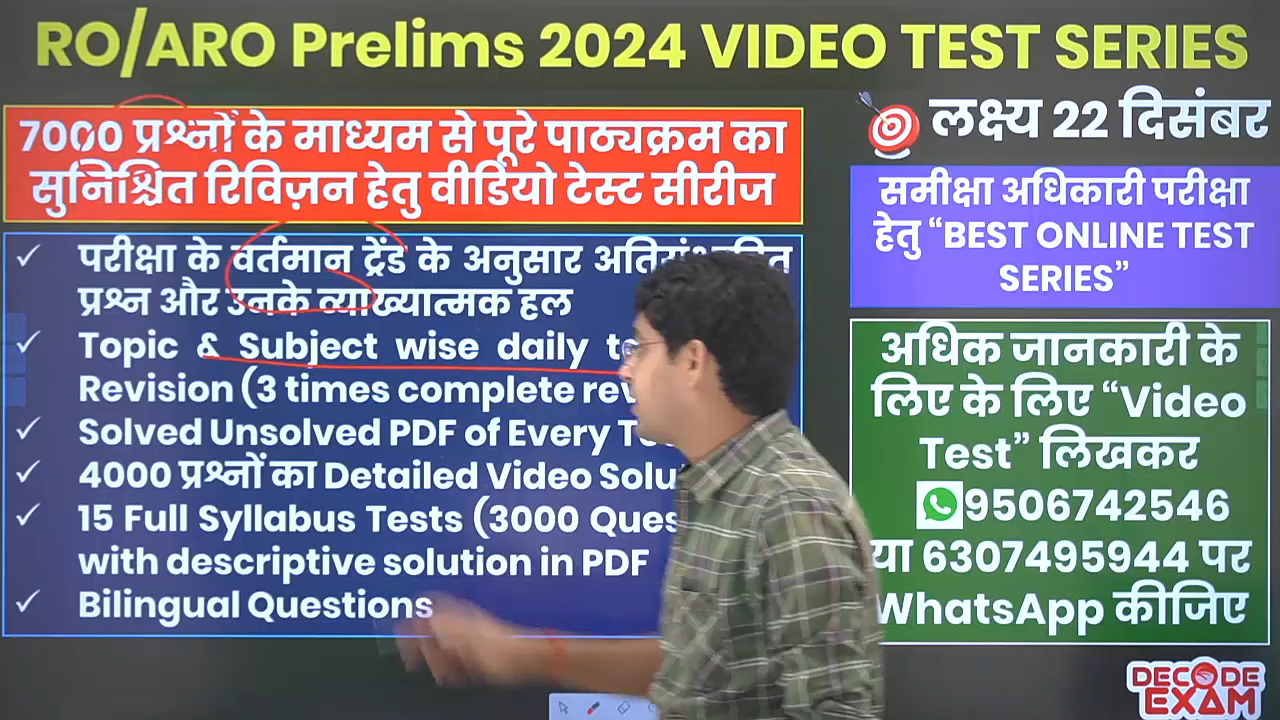 RO/ARO Prelims 2024 VIDEO TEST SERIES
7000 प्रश्नों के माध्यम से पूरे पाठ्यक्रम का
सुनिश्चित रिविज़न हेतु वीडियो टेस्ट सीरीज
✓ परीक्षा के वर्तमान ट्रेंड के अनुसार
प्रश्न और उनके व्याख्यात्मक हल
✓ Topic & Subject wise daily
Revision (3 times complete
✓ Solved Unsolved PDF of Every
✓ 4000 प्रश्नों का Detailed Video
✓ 15 Full Syllabus Tests (3000
with descriptive solution in PDF
✓ Bilingual Questions
लक्ष्य 22 दिसंबर
समीक्षा अधिकारी परीक्षा
हेतु “BEST ONLINE TEST
SERIES”
अधिक जानकारी के
लिए के लिए “Video
Test” लिखकर
9506742546
या 6307495944 पर
WhatsApp कीजिए
DECODE
EXAM